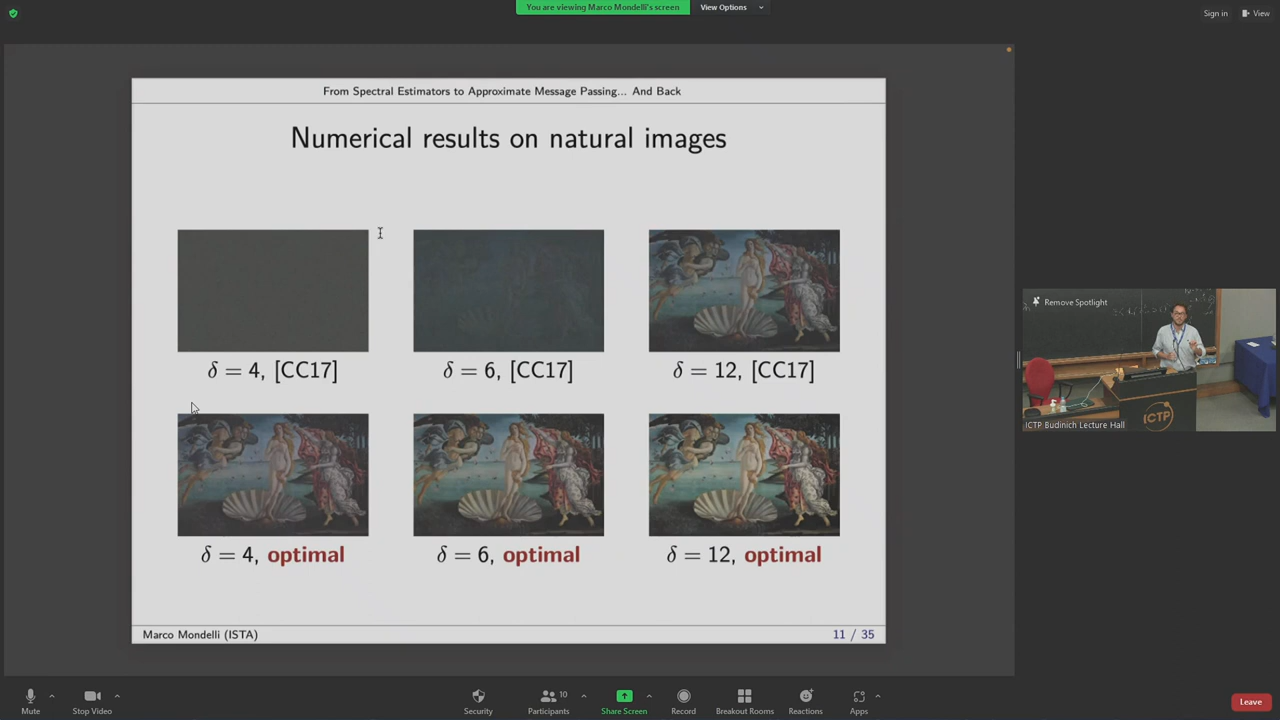 You are viewing Marco Mondelli's screen
View Options
Sign in
View
From Spectral Estimators to Approximate Message Passing... And Back
Numerical results on natural images
δ = 4, [CC17]
δ = 6, [CC17]
δ = 12, [CC17]
δ = 4, optimal
δ = 6, optimal
δ = 12, optimal
Marco Mondelli (ISTA)
11 / 35
Remove Spotlight
ICTP
ICTP Budinich Lecture Hall
Mute
Stop Video
Security
Participants
10
Share Screen
Record
Breakout Rooms
Reactions
Apps
Leave